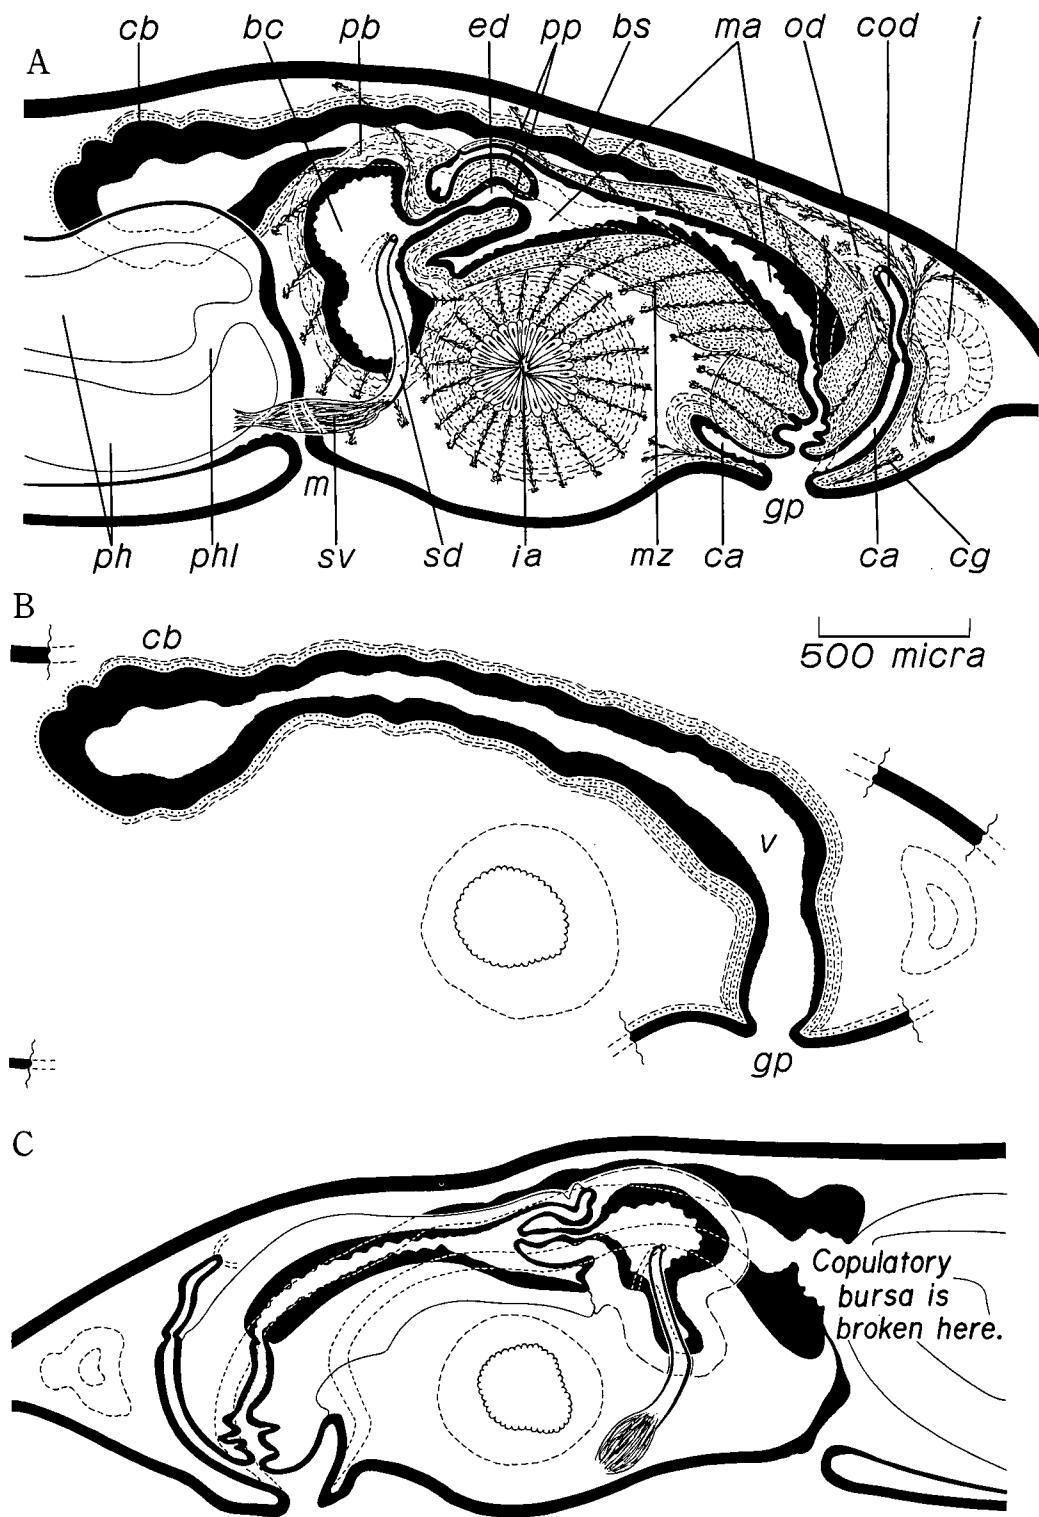 cb bc pb ed pp bs ma od cod i
A
m
gp
ph phl sv sd ia mz ca ca cg
B
cb
500 micra
v
gp
C
Copulatory
bursa is
broken here.